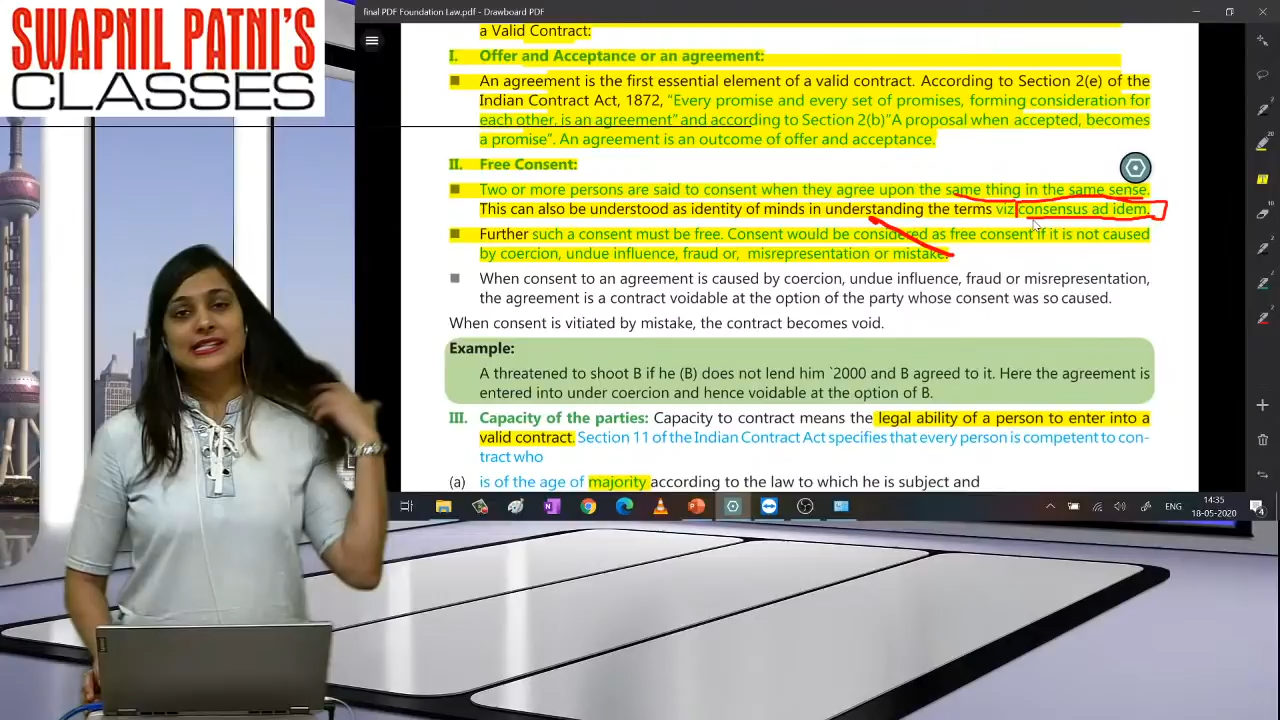 SWAPNIL PATNI'S
CLASSES
final PDF Foundation Law.pdf - Drawboard PDF
a Valid Contract:
I. Offer and Acceptance or an agreement:
■ An agreement is the first essential element of a valid contract. According to Section 2(e) of the
Indian Contract Act, 1872, "Every promise and every set of promises, forming consideration for
each other, is an agreement" and according to Section 2(b)"A proposal when accepted, becomes
a promise". An agreement is an outcome of offer and acceptance.
II. Free Consent:
■ Two or more persons are said to consent when they agree upon the same thing in the same sense.
This can also be understood as identity of minds in understanding the terms viz consensus ad idem.
■ Further such a consent must be free. Consent would be considered as free consent if it is not caused
by coercion, undue influence, fraud or, misrepresentation or mistake.
■ When consent to an agreement is caused by coercion, undue influence, fraud or misrepresentation,
the agreement is a contract voidable at the option of the party whose consent was so caused.
When consent is vitiated by mistake, the contract becomes void.
Example:
A threatened to shoot B if he (B) does not lend him `2000 and B agreed to it. Here the agreement is
entered into under coercion and hence voidable at the option of B.
III. Capacity of the parties: Capacity to contract means the legal ability of a person to enter into a
valid contract. Section 11 of the Indian Contract Act specifies that every person is competent to con-
tract who
(a) is of the age of majority according to the law to which he is subject and
ENG
14:35
18-05-2020